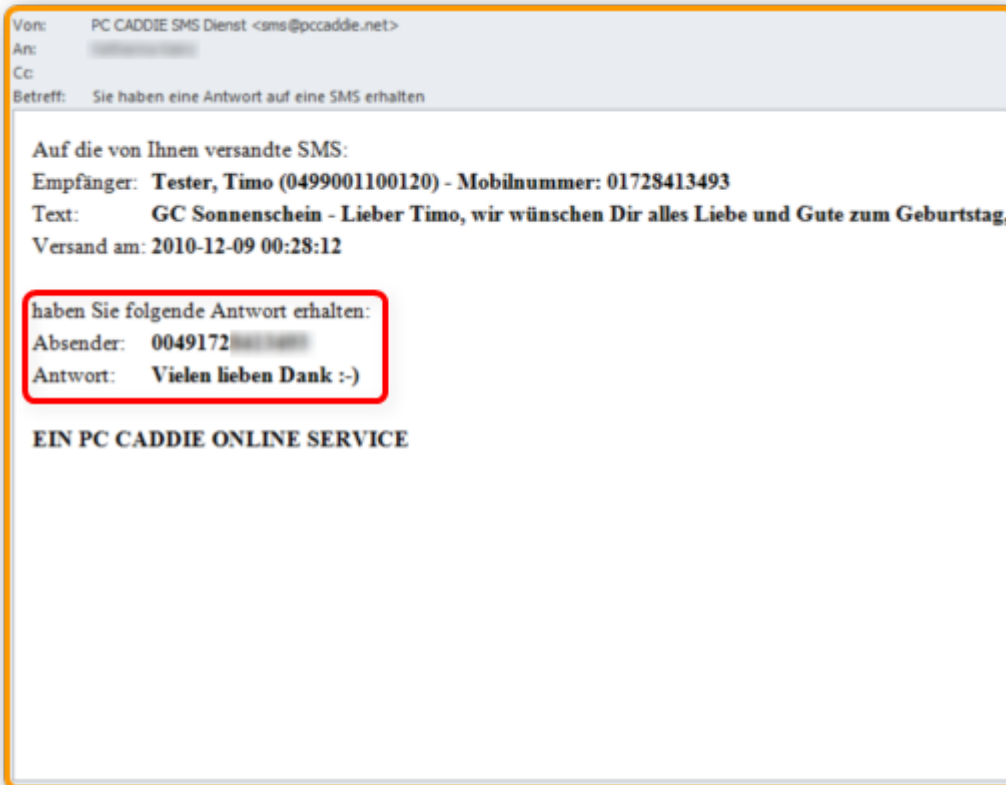 Von: PC CADDIE SMS Dienst <sms@pccaddie.net>
An:
Cc
Betreff: Sie haben eine Antwort auf eine SMS erhalten
Auf die von Ihnen versandte SMS:
Empfänger: Tester, Timo (0499001100120) - Mobilnummer: 01728413493
Text: GC Sonnenschein - Lieber Timo, wir wünschen Dir alles Liebe und Gute zum Geburtstag,
Versand am: 2010-12-09 00:28:12
haben Sie folgende Antwort erhalten:
Absender: 0049172
Antwort: Vielen lieben Dank :-)
EIN PC CADDIE ONLINE SERVICE